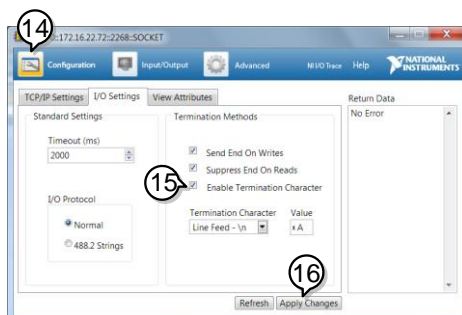 14
::172.16.22.72::2268::SOCKET
Configuration Input/Output Advanced NI I/O Trace Help NATIONAL INSTRUMENTS
TCP/IP Settings I/O Settings View Attributes Return Data
Standard Settings Termination Methods No Error
Timeout (ms)
2000
Send End On Writes
Suppress End On Reads
15 Enable Termination Character
I/O Protocol
Normal
488.2 Strings
Termination Character Value
Line Feed - \n xA
16
Refresh Apply Changes